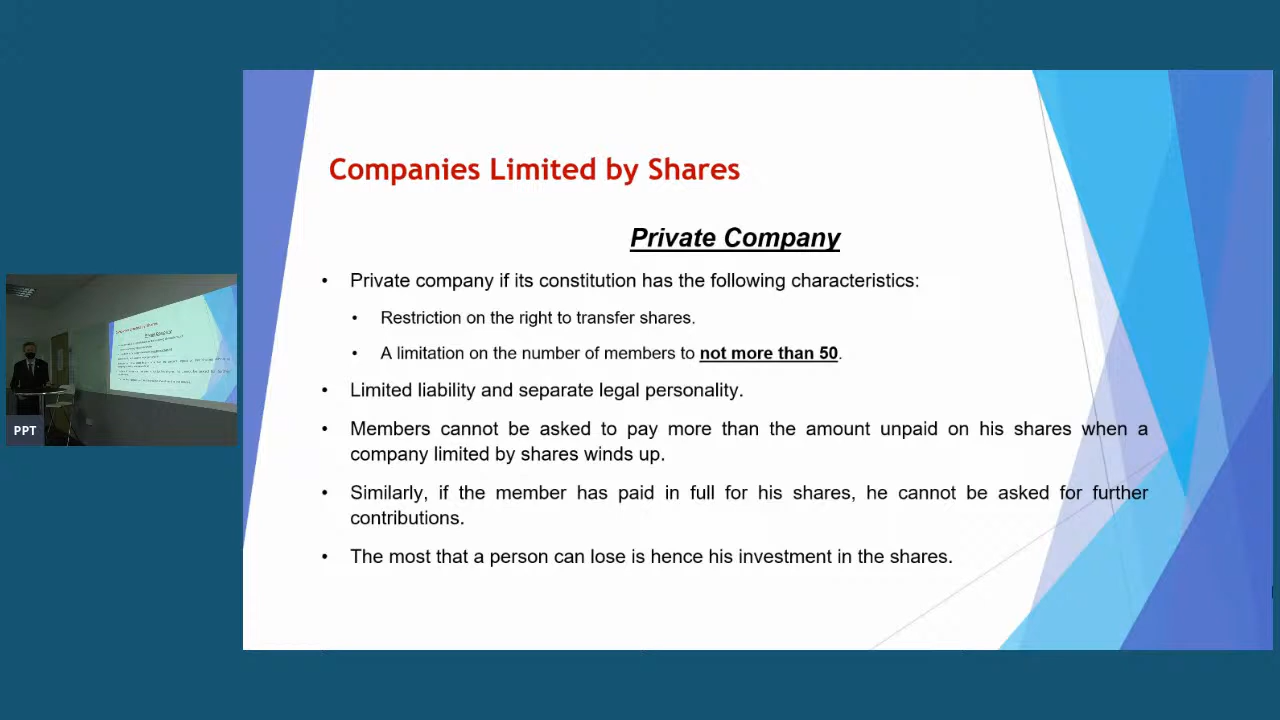 Companies Limited by Shares
Private Company
• Private company if its constitution has the following characteristics:
• Restriction on the right to transfer shares.
• A limitation on the number of members to not more than 50.
• Limited liability and separate legal personality.
• Members cannot be asked to pay more than the amount unpaid on his shares when a
company limited by shares winds up.
• Similarly, if the member has paid in full for his shares, he cannot be asked for further
contributions.
• The most that a person can lose is hence his investment in the shares.
PPT